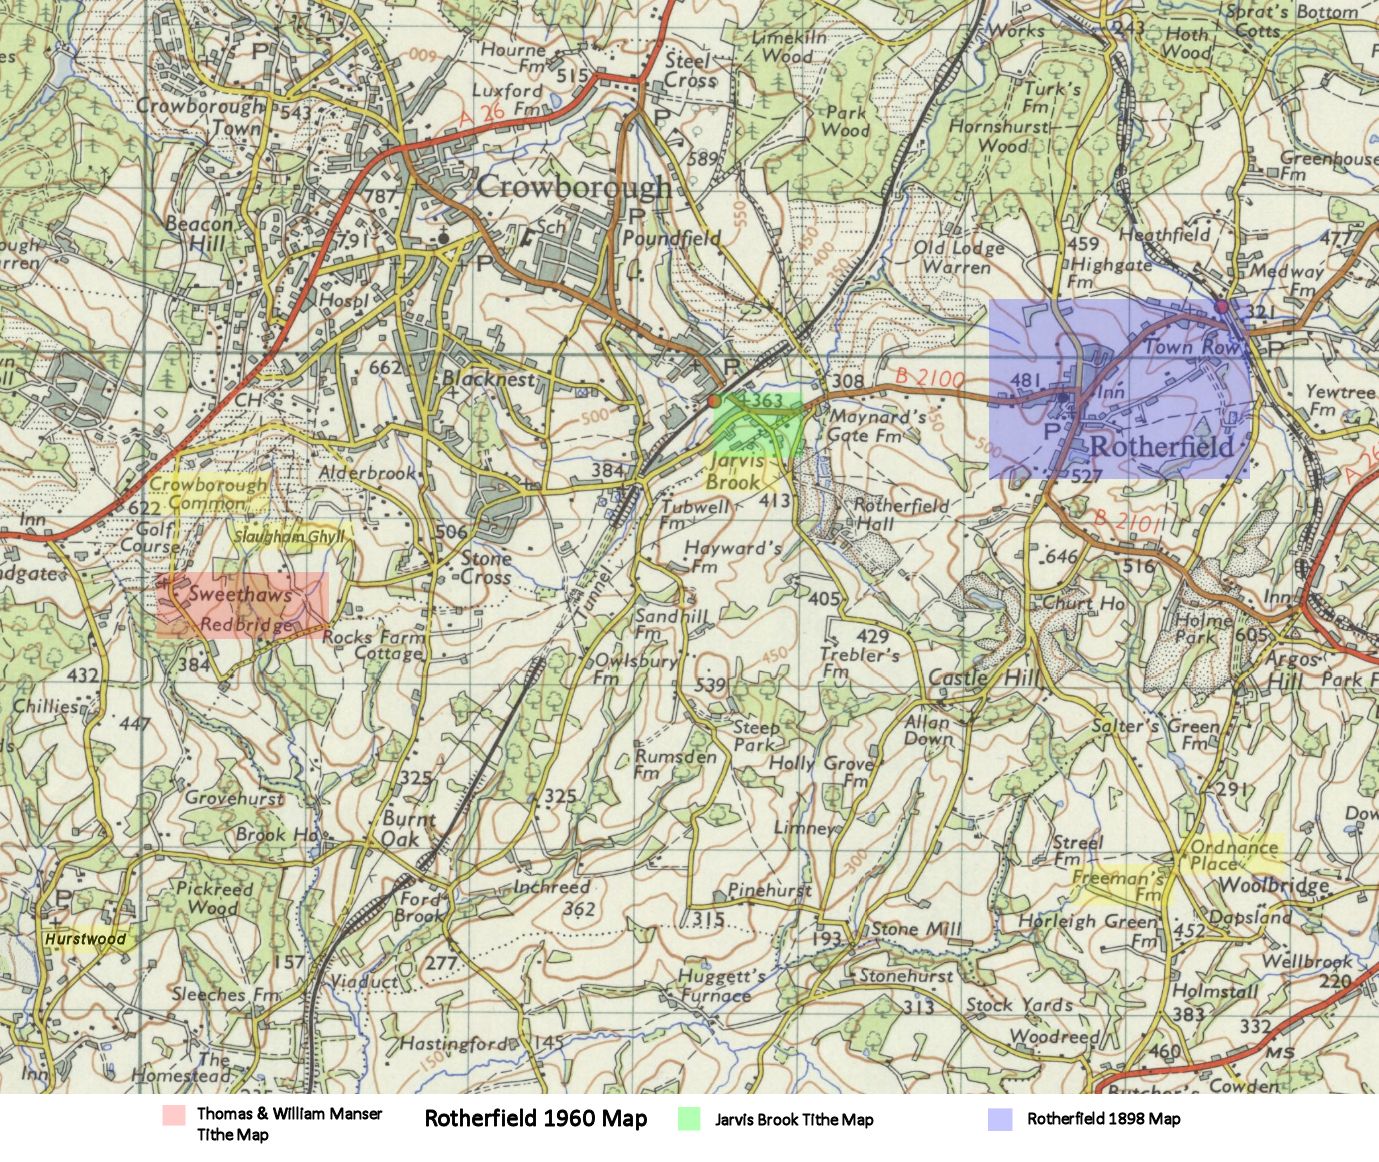 Works
243
Sprat's Bottom
Cotts
Hoth
Wood
P
Limekiln
Wood
Hourne
Fm
515
Steel
Cross
600
P
Luxford
Fm
A 26
Crowborough
Town
543
Turk's
Fm
Park
Wood
Hornshurst
Wood
P
589
Greenhouse
Fm
Crowborough
787
550
Beacon
Hill
791
Sch
P
Poundfield
450
400
350
Old Lodge
Warren
459
Highgate
Fm
Heathfield
477
Medway
Fm
P
Hospl
321
Town Row
P
662
Blacknest
P
363
308
B 2100
481
Inn
Yewtree
Fm
CH
500
Maynard's
Gate Fm
450
500
P
Rotherfield
Jarvis
Brook
Alderbrook
384
413
527
A 26
Crowborough
Common
622
Inn
Golf
Course
Slaugham Ghyll
506
Tubwell
Fm
Rotherfield
Hall
B 2101
Stone
Cross
Hayward's
Fm
646
516
Sweethaws
Redbridge
Tunnel
405
Churt Ho
Inn
Sandhill
Fm
429
Holme
Park
605
Rocks Farm
Cottage
384
432
Owlsbury
Fm
450
Trebler's
Fm
Argos
Hill
Park F
539
Castle Hill
Chillies
447
Steep
Park
Allan
Down
Salter's Green
Fm
Rumsden
Fm
Holly Grove
Fm
325
325
291
Grovehurst
Brook Ho
Burnt
Oak
Limney
Streel
Fm
Ordnance
Place
300
Freeman's
Fm
Woolbridge
Pickreed
Wood
Inchreed
362
Pinehurst
P
Ford
Brook
315
Horleigh Green
Fm
Dapsland
452
Hurstwood
193
Stone Mill
157
277
Viaduct
Wellbrook
220
Huggett's
Furnace
Stonehurst
Sleeches Fm
313
Stock Yards
Holmstall
383
332
Woodreed
Hastingford
145
150
460
MS
The
Homestead
Inn
Butcher's
Cowden
Thomas & William Manser
Tithe Map
Rotherfield 1960 Map
Jarvis Brook Tithe Map
Rotherfield 1898 Map